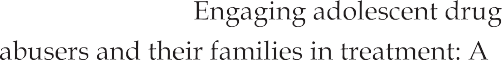 Engaging adolescent drug
abusers and their families in treatment: A